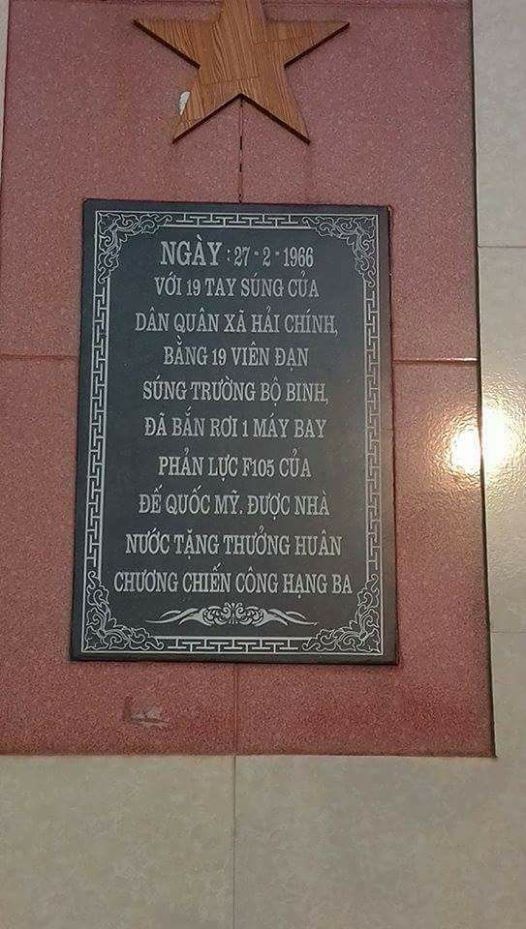 NGÀY : 27 - 2 - 1966
VỚI 19 TAY SÚNG CỦA
DÂN QUÂN XÃ HẢI CHÍNH,
BẰNG 19 VIÊN ĐẠN
SÚNG TRƯỜNG BỘ BINH,
ĐÃ BẮN RƠI 1 MÁY BAY
PHẢN LỰC F105 CỦA
ĐẾ QUỐC MỸ. ĐƯỢC NHÀ
NƯỚC TẶNG THƯỞNG HUÂN
CHƯƠNG CHIẾN CÔNG HẠNG BA